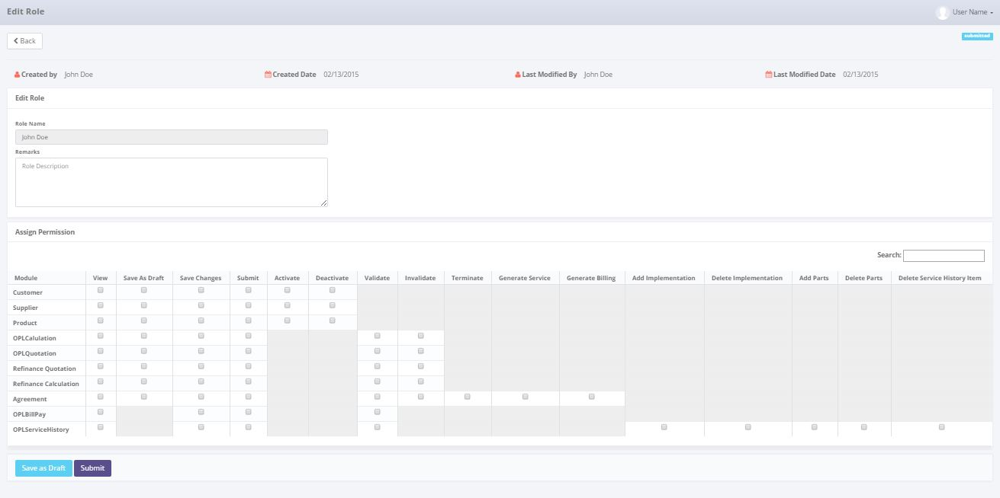 Edit Role
User Name
Back
submitted
Created by John Doe Created Date 02/13/2015 Last Modified By John Doe Last Modified Date 02/13/2015
Edit Role
Role Name
John Doe
Remarks
Role Description
Assign Permission
Search:
Module View Save As Draft Save Changes Submit Activate Deactivate Validate Invalidate Terminate Generate Service Generate Billing Add Implementation Delete Implementation Add Parts Delete Parts Delete Service History Item
Customer
Supplier
Product
OPLCalulation
OPLQuotation
Refinance Quotation
Refinance Calculation
Agreement
OPLBillPay
OPLServiceHistory
Save as Draft Submit